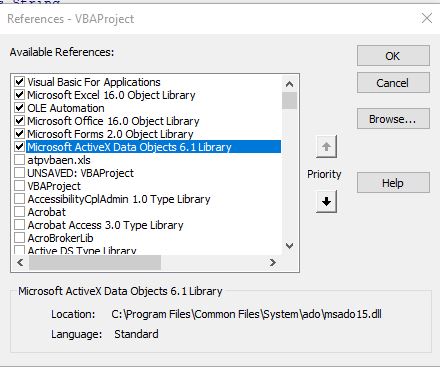 String
References - VBAProject
Available References:
OK
Visual Basic For Applications
Microsoft Excel 16.0 Object Library
OLE Automation
Microsoft Office 16.0 Object Library
Microsoft Forms 2.0 Object Library
Microsoft ActiveX Data Objects 6.1 Library
atpvbaen.xls
UNSAVED: VBAProject
VBAProject
AccessibilityCplAdmin 1.0 Type Library
Acrobat
Acrobat Access 3.0 Type Library
AcroBrokerLib
Active DS Type Library
Cancel
Browse...
Priority
Help
Microsoft ActiveX Data Objects 6.1 Library
Location: C:\Program Files\Common Files\System\ado\msado15.dll
Language: Standard